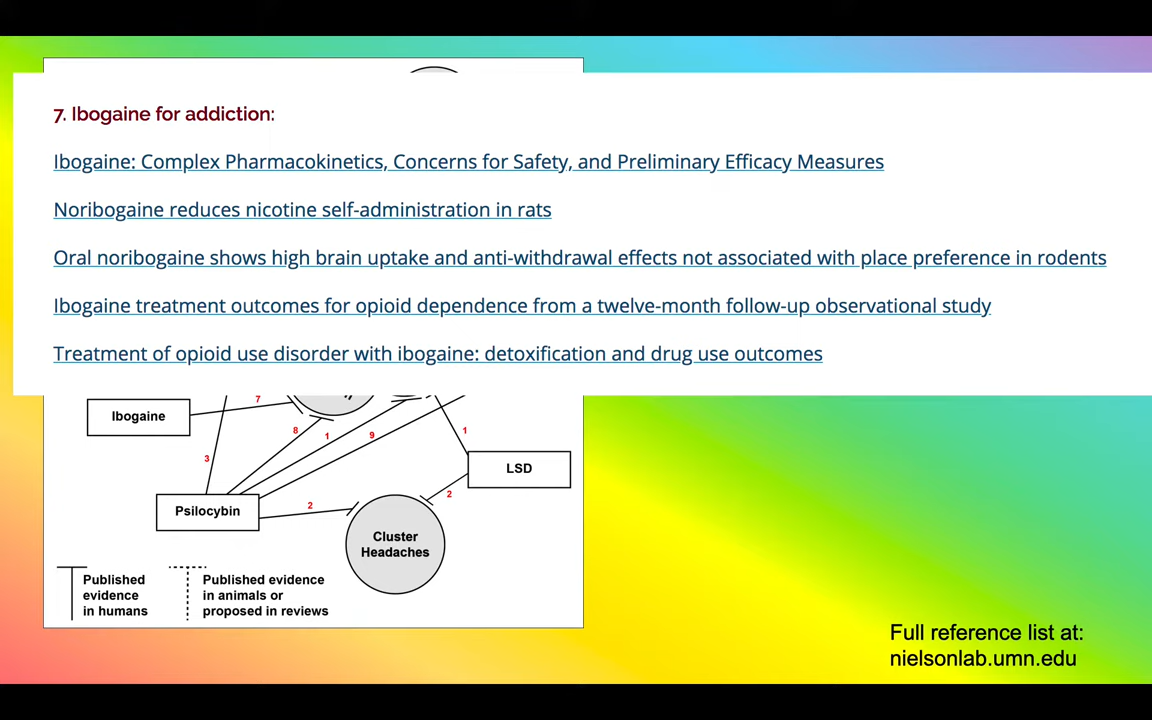 7. Ibogaine for addiction:
Ibogaine: Complex Pharmacokinetics, Concerns for Safety, and Preliminary Efficacy Measures
Noribogaine reduces nicotine self-administration in rats
Oral noribogaine shows high brain uptake and anti-withdrawal effects not associated with place preference in rodents
Ibogaine treatment outcomes for opioid dependence from a twelve-month follow-up observational study
Treatment of opioid use disorder with ibogaine: detoxification and drug use outcomes
7
Ibogaine
8
1
9
1
3
LSD
2
Psilocybin
2
Cluster
Headaches
Published
evidence
in humans
Published evidence
in animals or
proposed in reviews
Full reference list at:
nielsonlab.umn.edu